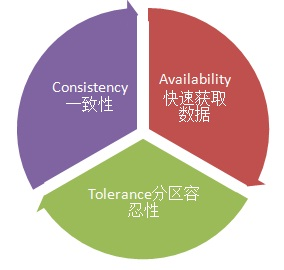 Consistency
一致性
Availability
快速获取
数据
Tolerance分区容
忍性